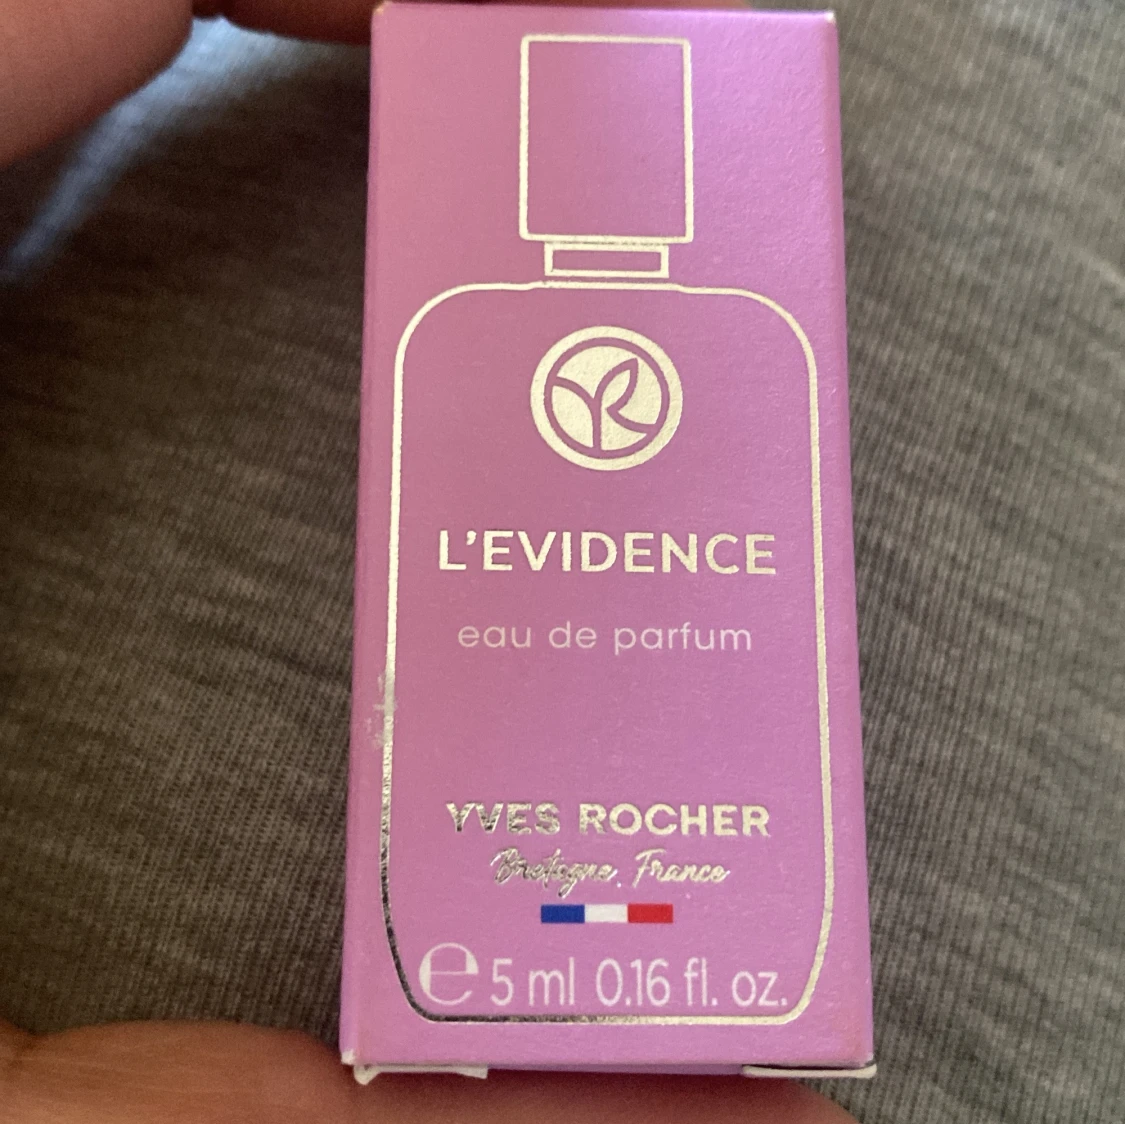 L'EVIDENCE
eau de parfum
YVES ROCHER
Bretagne, France
℮ 5 ml 0.16 fl. oz.